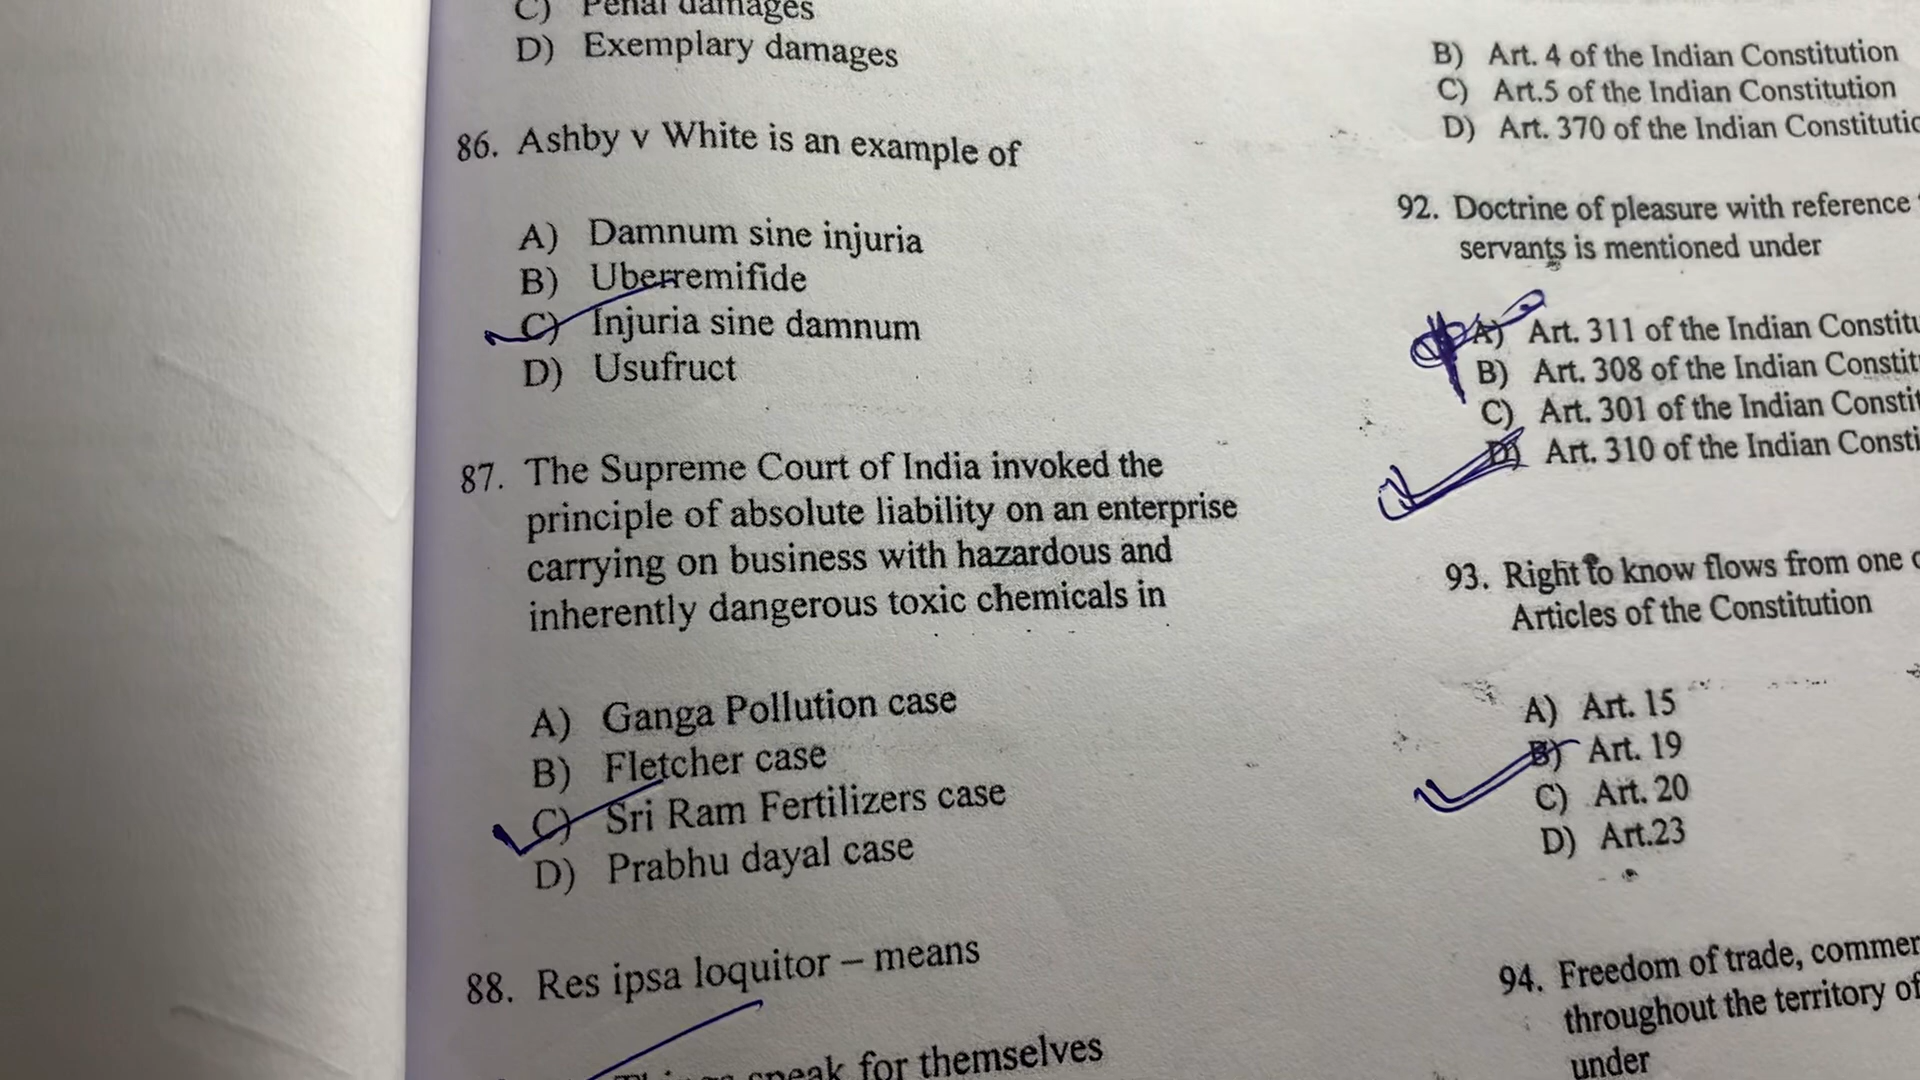 C) Penal damages
D) Exemplary damages
86. Ashby v White is an example of
A) Damnum sine injuria
B) Uberremifide
C) Injuria sine damnum
D) Usufruct
87. The Supreme Court of India invoked the
principle of absolute liability on an enterprise
carrying on business with hazardous and
inherently dangerous toxic chemicals in
A) Ganga Pollution case
B) Fletcher case
C) Sri Ram Fertilizers case
D) Prabhu dayal case
88. Res ipsa loquitor – means
speak for themselves
B) Art. 4 of the Indian Constitution
C) Art.5 of the Indian Constitution
D) Art. 370 of the Indian Constitutio
92. Doctrine of pleasure with reference
servants is mentioned under
A) Art. 311 of the Indian Constitu
B) Art. 308 of the Indian Constit
C) Art. 301 of the Indian Constit
D) Art. 310 of the Indian Consti
93. Right to know flows from one
Articles of the Constitution
A) Art. 15
B) Art. 19
C) Art. 20
D) Art.23
94. Freedom of trade, commer
throughout the territory of
under